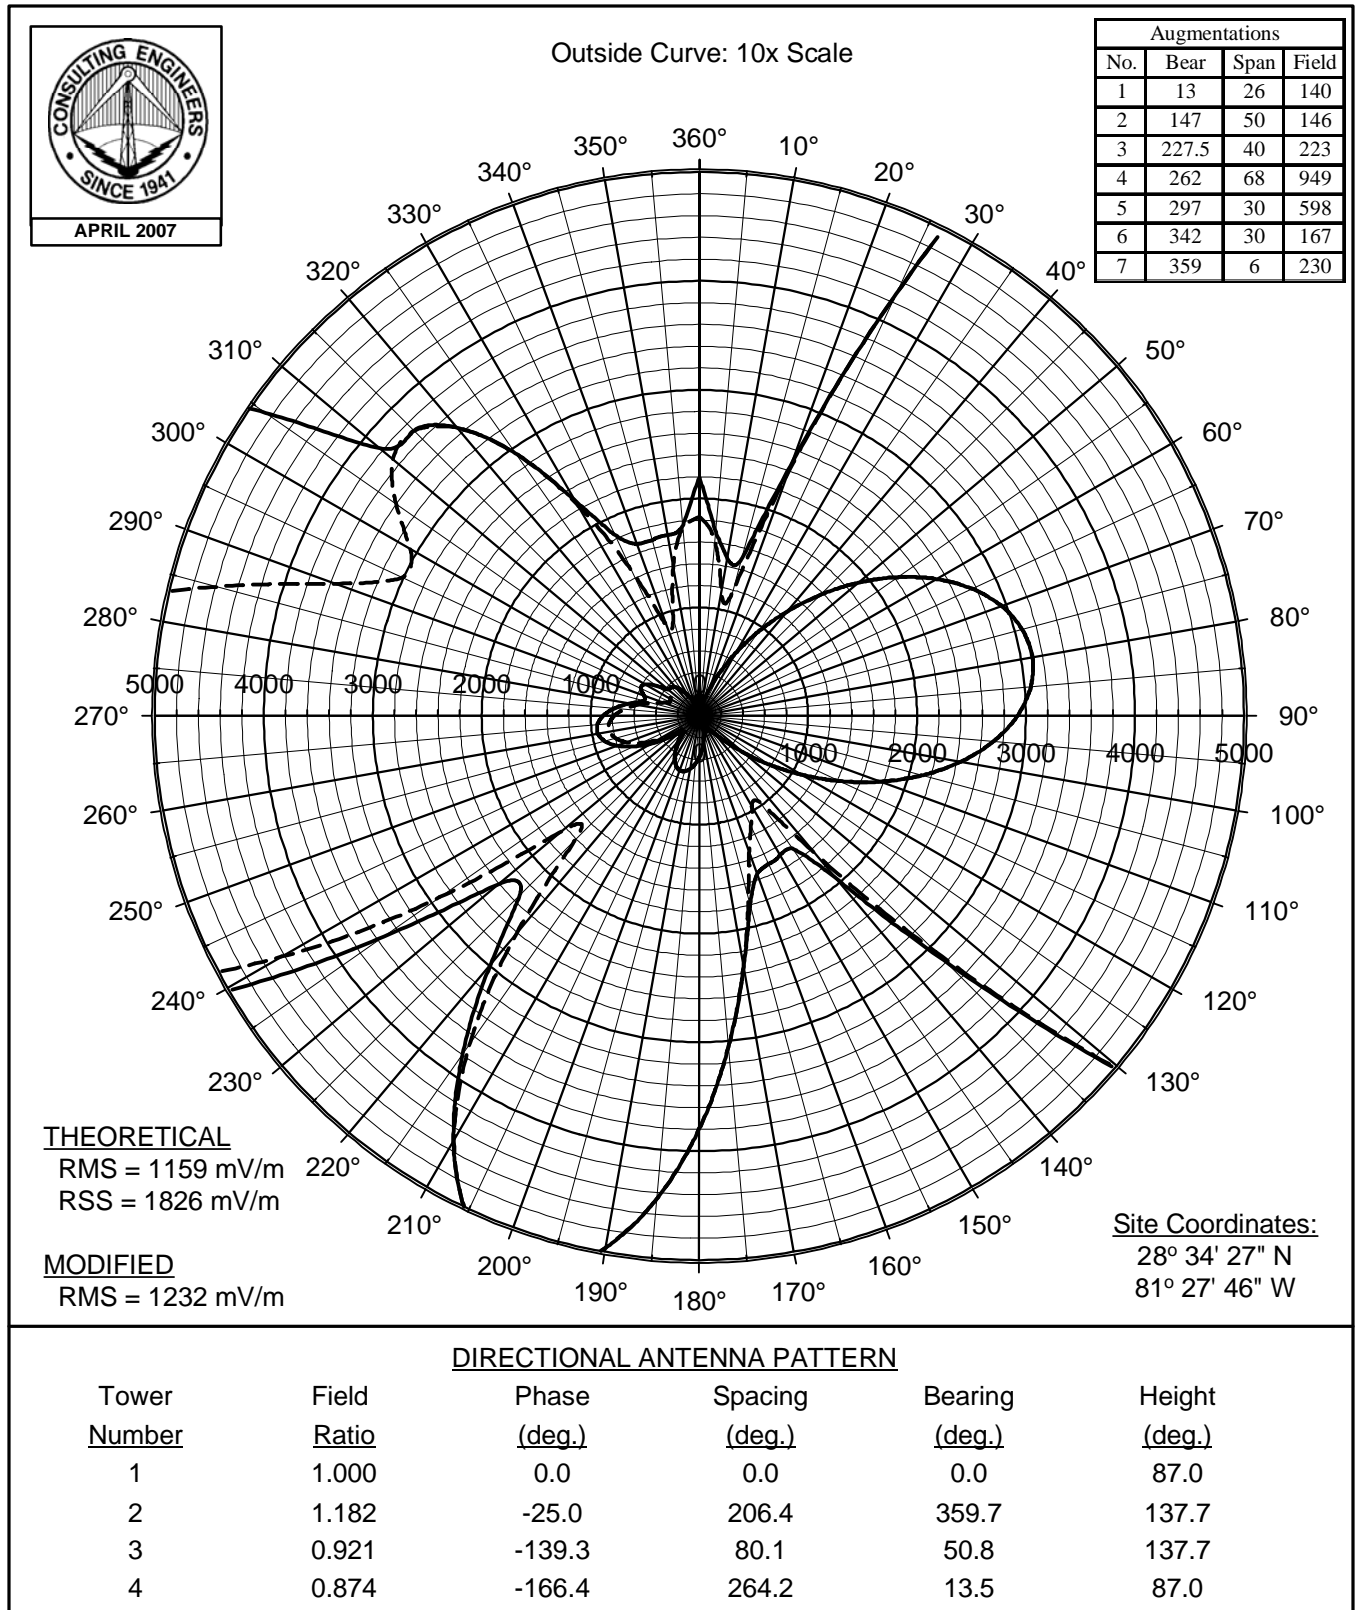 CONSULTING ENGINEERS
SINCE 1941
APRIL 2007
Outside Curve: 10x Scale
Augmentations
No. Bear Span Field
1 13 26 140
2 147 50 146
3 227.5 40 223
4 262 68 949
5 297 30 598
6 342 30 167
7 359 6 230
360°
10°
20°
30°
40°
50°
60°
70°
80°
90°
100°
110°
120°
130°
140°
150°
160°
170°
180°
190°
200°
210°
220°
230°
240°
250°
260°
270°
280°
290°
300°
310°
320°
330°
340°
350°
5000 4000 3000 2000 1000 0
0 1000 2000 3000 4000 5000
THEORETICAL
RMS = 1159 mV/m
RSS = 1826 mV/m
MODIFIED
RMS = 1232 mV/m
Site Coordinates:
28º 34' 27" N
81º 27' 46" W
DIRECTIONAL ANTENNA PATTERN
Tower Field Phase Spacing Bearing Height
Number Ratio (deg.) (deg.) (deg.) (deg.)
1 1.000 0.0 0.0 0.0 87.0
2 1.182 -25.0 206.4 359.7 137.7
3 0.921 -139.3 80.1 50.8 137.7
4 0.874 -166.4 264.2 13.5 87.0